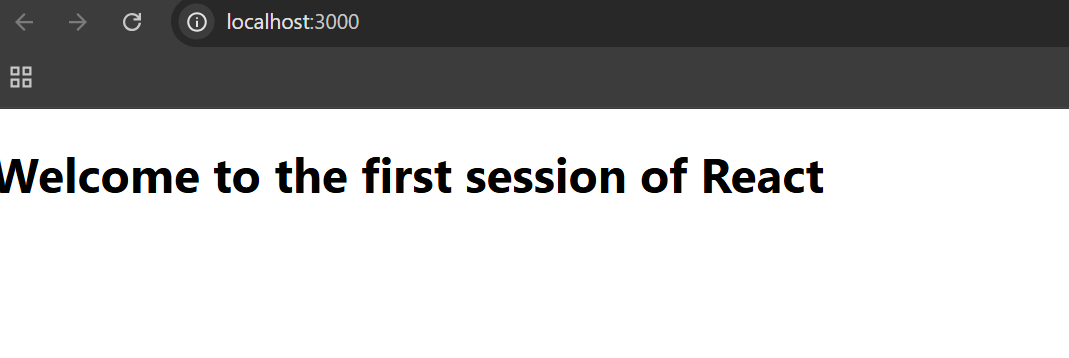 localhost:3000
Welcome to the first session of React